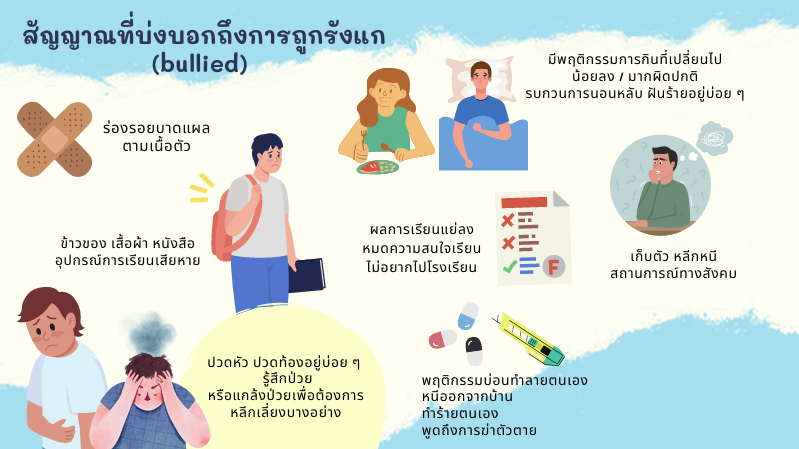 สัญญาณที่บ่งบอกถึงการถูกรังแก
(bullied)
ร่องรอยบาดแผล
ตามเนื้อตัว
มีพฤติกรรมการกินที่เปลี่ยนไป
น้อยลง / มากผิดปกติ
รบกวนการนอนหลับ ฝันร้ายอยู่บ่อย ๆ
ข้าวของ เสื้อผ้า หนังสือ
อุปกรณ์การเรียนเสียหาย
ผลการเรียนแย่ลง
หมดความสนใจเรียน
ไม่อยากไปโรงเรียน
F
เก็บตัว หลีกหนี
สถานการณ์ทางสังคม
ปวดหัว ปวดท้องอยู่บ่อย ๆ
รู้สึกป่วย
หรือแกล้งป่วยเพื่อต้องการ
หลีกเลี่ยงบางอย่าง
พฤติกรรมบ่อนทำลายตนเอง
หนีออกจากบ้าน
ทำร้ายตนเอง
พูดถึงการฆ่าตัวตาย